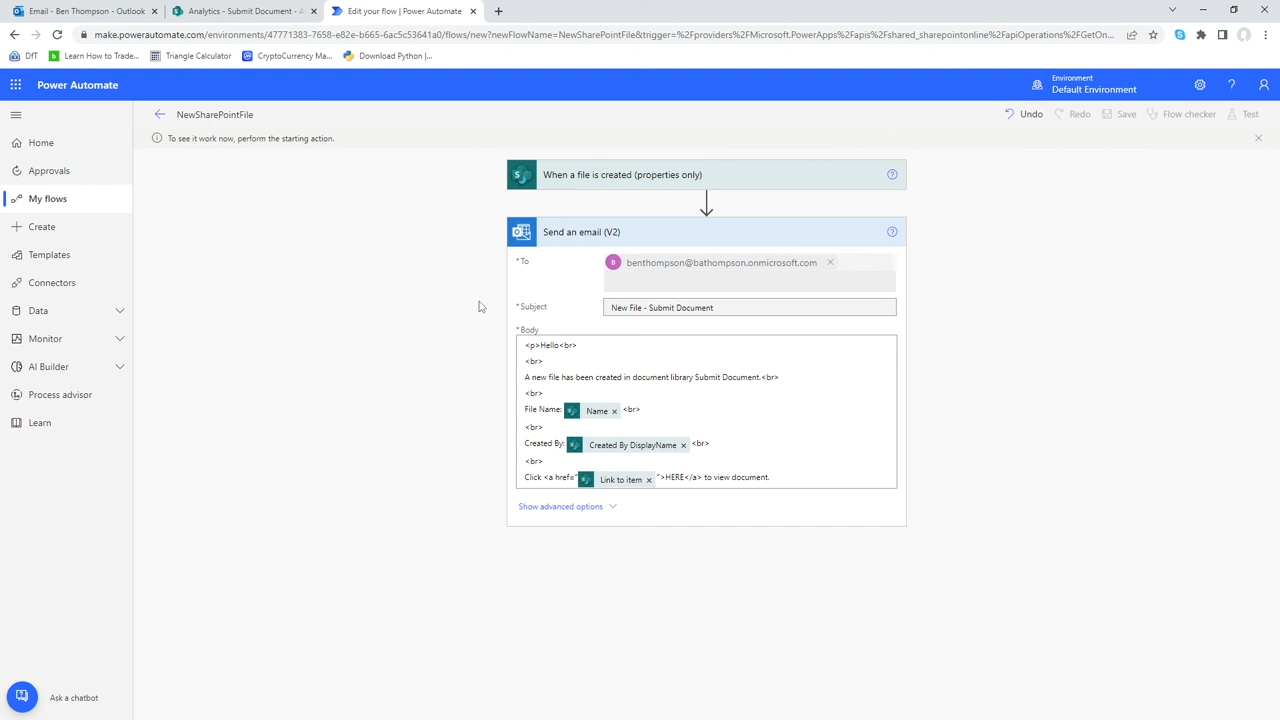 Email - Ben Thompson - Outlook
Analytics - Submit Document - A
Edit your flow | Power Automate
make.powerautomate.com/environments/47771383-7658-e82e-b665-6ac5c53641a0/flows/new?newFlowName=NewSharePointFile&trigger=%2Fproviders%2FMicrosoft.PowerApps%2Fapis%2Fshared_sharepointonline%2FapiOperations%2FGetOn...
DfT
Learn How to Trade...
Triangle Calculator
CryptoCurrency Ma...
Download Python |...
Power Automate
Environment
Default Environment
NewSharePointFile
Undo
Redo
Save
Flow checker
Test
To see it work now, perform the starting action.
Home
Approvals
My flows
Create
Templates
Connectors
Data
Monitor
AI Builder
Process advisor
Learn
When a file is created (properties only)
Send an email (V2)
* To
B benthompson@bathompson.onmicrosoft.com
* Subject
New File - Submit Document
* Body
<p>Hello<br>
<br>
A new file has been created in document library Submit Document.<br>
<br>
File Name: Name <br>
<br>
Created By: Created By DisplayName <br>
<br>
Click <a href="Link to item">HERE</a> to view document.
Show advanced options
Ask a chatbot